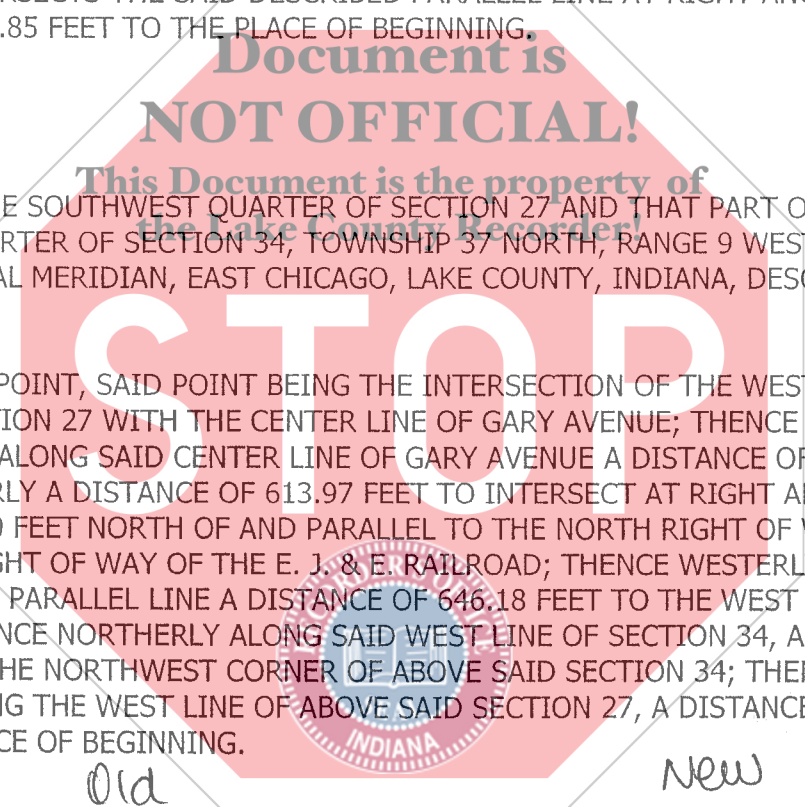 .85 FEET TO THE PLACE OF BEGINNING.
Document is
NOT OFFICIAL!
This Document is the property of
the Lake County Recorder!
E SOUTHWEST QUARTER OF SECTION 27 AND THAT PART O
RTER OF SECTION 34, TOWNSHIP 37 NORTH, RANGE 9 WEST
AL MERIDIAN, EAST CHICAGO, LAKE COUNTY, INDIANA, DESC
STOP
POINT, SAID POINT BEING THE INTERSECTION OF THE WEST
TION 27 WITH THE CENTER LINE OF GARY AVENUE; THENCE
ALONG SAID CENTER LINE OF GARY AVENUE A DISTANCE OF
RLY A DISTANCE OF 613.97 FEET TO INTERSECT AT RIGHT A
FEET NORTH OF AND PARALLEL TO THE NORTH RIGHT OF
GHT OF WAY OF THE E. J. & E. RAILROAD; THENCE WESTERL
PARALLEL LINE A DISTANCE OF 646.18 FEET TO THE WEST
NCE NORTHERLY ALONG SAID WEST LINE OF SECTION 34, A
THE NORTHWEST CORNER OF ABOVE SAID SECTION 34; THE
NG THE WEST LINE OF ABOVE SAID SECTION 27, A DISTANCE
CE OF BEGINNING.
RECORDER'S OFFICE
INDIANA
Old New